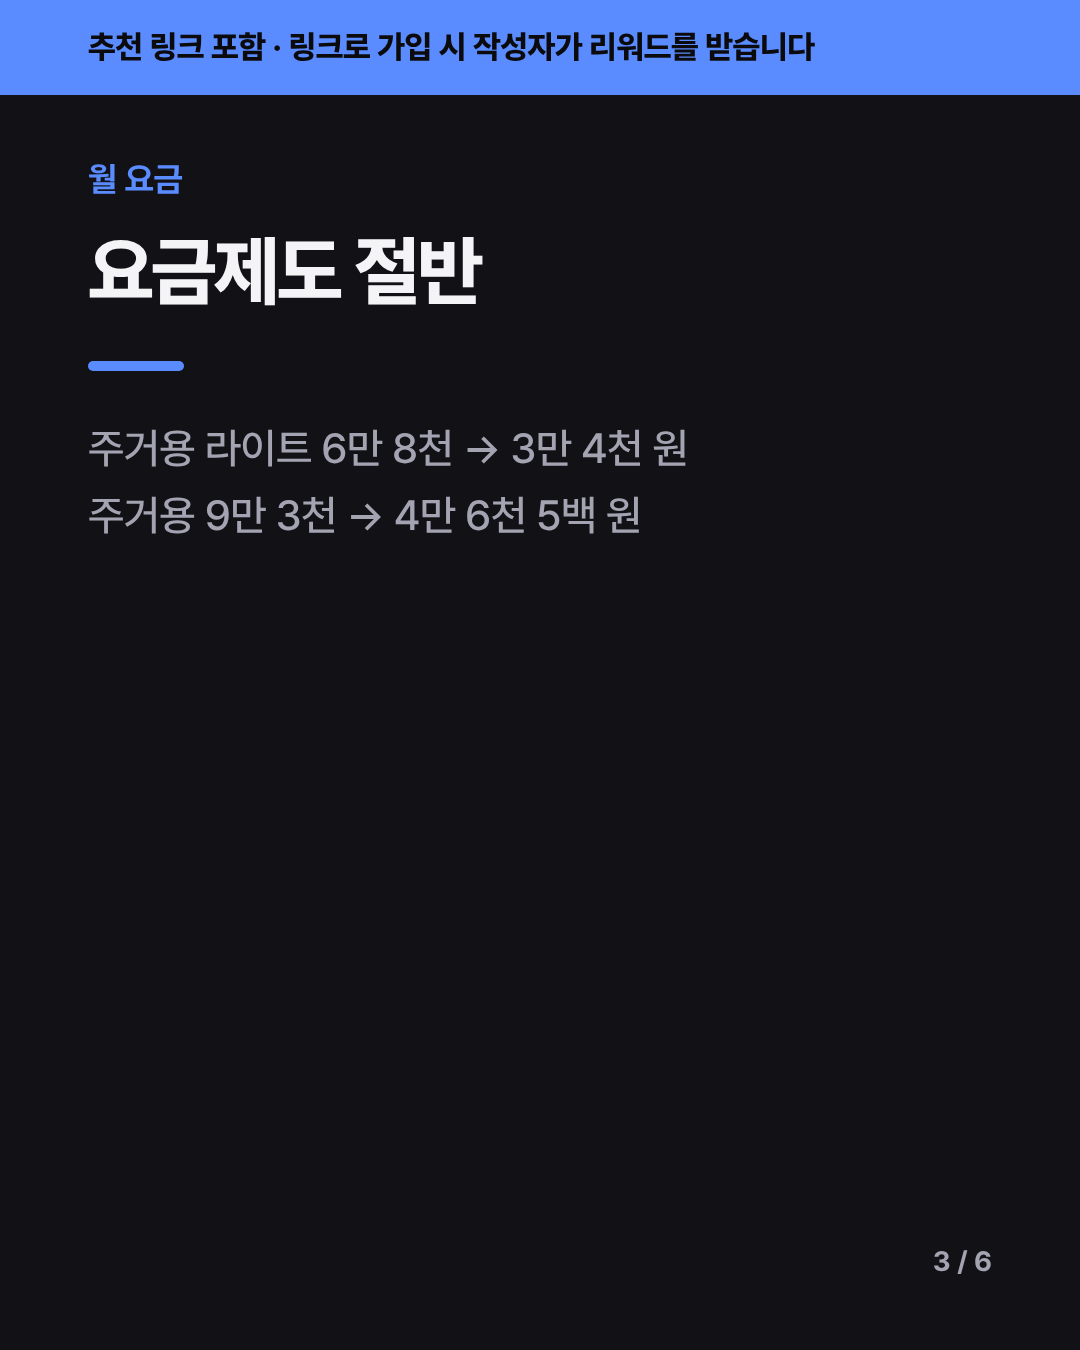 추천 링크 포함 · 링크로 가입 시 작성자가 리워드를 받습니다
월 요금
요금제도 절반
주거용 라이트 6만 8천 → 3만 4천 원
주거용 9만 3천 → 4만 6천 5백 원
3 / 6